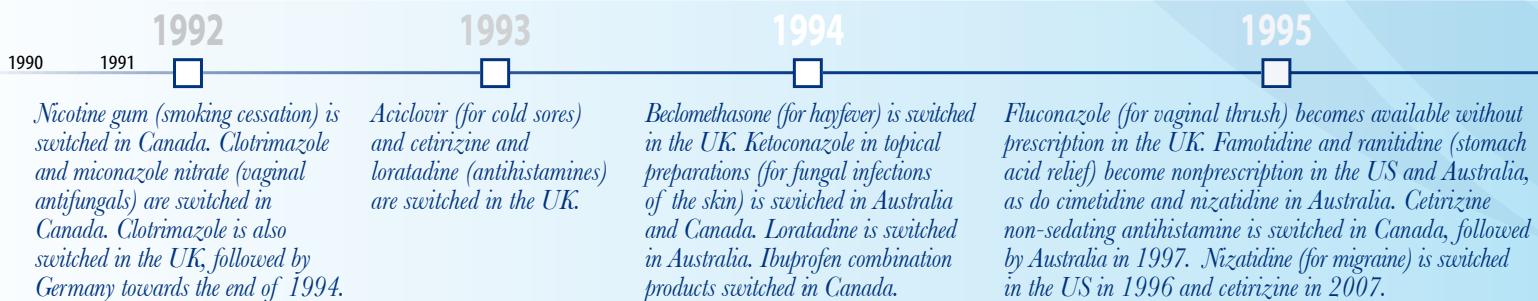 1990
1991
1992
1993
1994
1995
Nicotine gum (smoking cessation) is
switched in Canada. Clotrimazole
and miconazole nitrate (vaginal
antifungals) are switched in
Canada. Clotrimazole is also
switched in the UK, followed by
Germany towards the end of 1994.
Aciclovir (for cold sores)
and cetirizine and
loratadine (antihistamines)
are switched in the UK.
Beclomethasone (for hayfever) is switched
in the UK. Ketoconazole in topical
preparations (for fungal infections
of the skin) is switched in Australia
and Canada. Loratadine is switched
in Australia. Ibuprofen combination
products switched in Canada.
Fluconazole (for vaginal thrush) becomes available without
prescription in the UK. Famotidine and ranitidine (stomach
acid relief) become nonprescription in the US and Australia,
as do cimetidine and nizatidine in Australia. Cetirizine
non-sedating antihistamine is switched in Canada, followed
by Australia in 1997. Nizatidine (for migraine) is switched
in the US in 1996 and cetirizine in 2007.